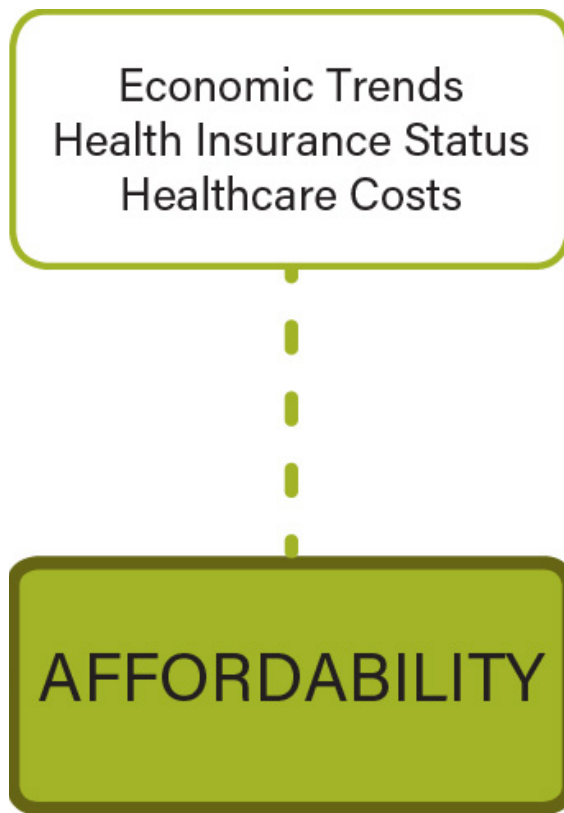 Economic Trends
Health Insurance Status
Healthcare Costs
AFFORDABILITY